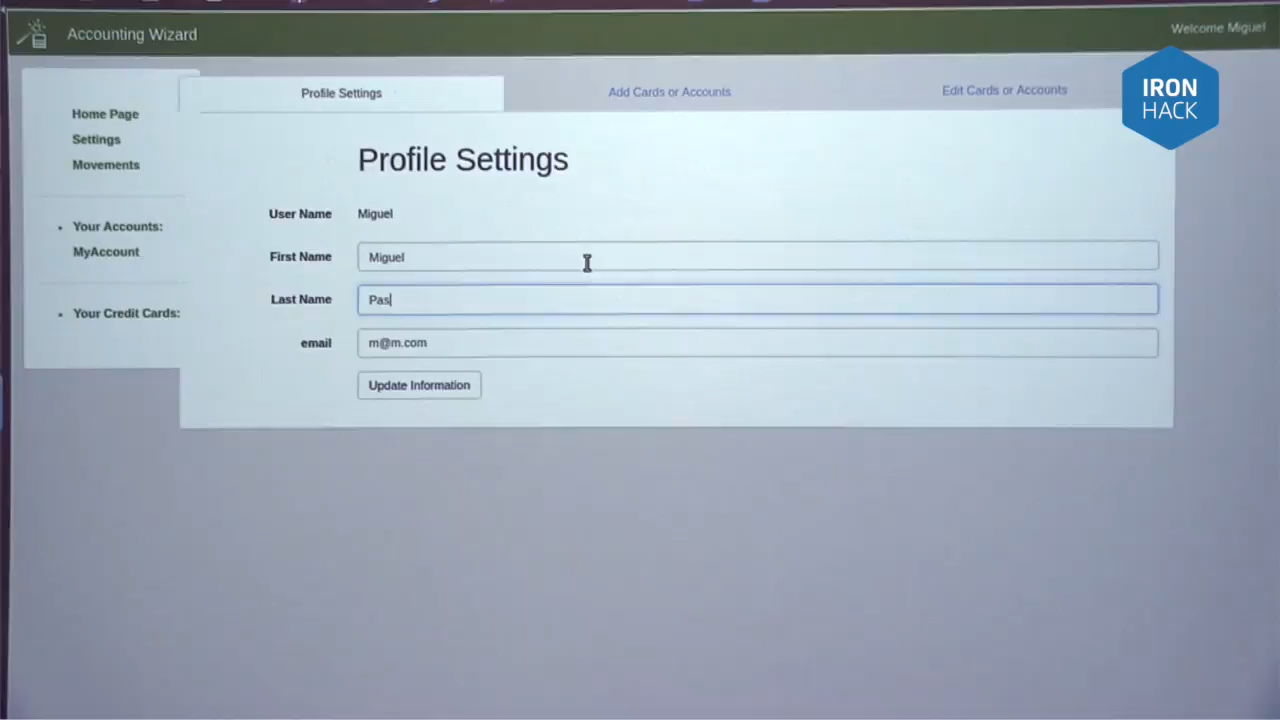 Accounting Wizard
Welcome Miguel
IRON
HACK
Profile Settings
Add Cards or Accounts
Edit Cards or Accounts
Home Page
Settings
Movements
Your Accounts:
MyAccount
Your Credit Cards:
Profile Settings
User Name Miguel
First Name Miguel
Last Name Pas
email m@m.com
Update Information